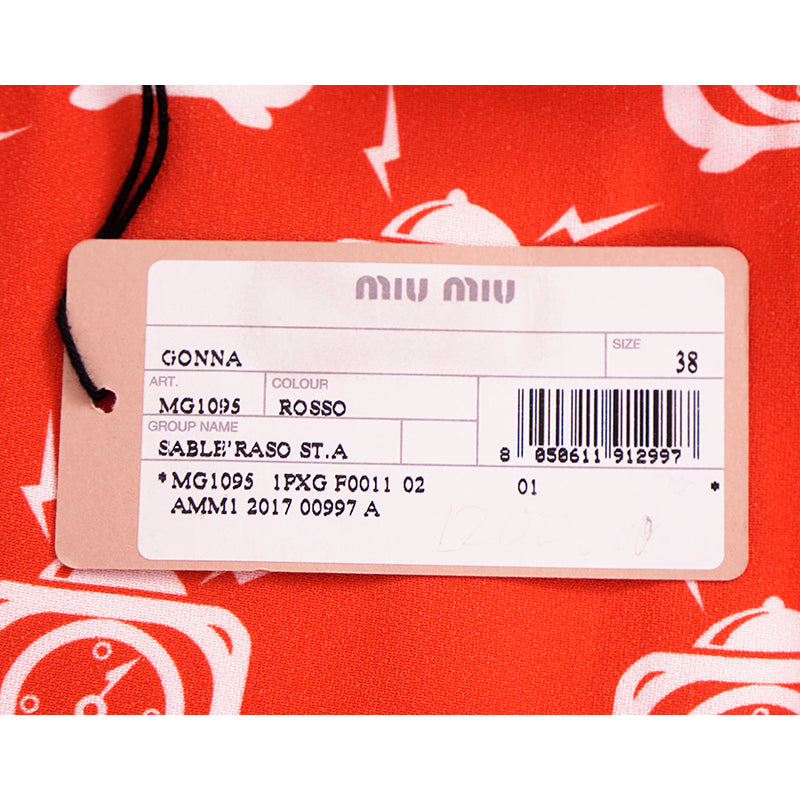 MIU MIU
GONNA
SIZE 38
ART. MG1095
COLOUR ROSSO
GROUP NAME
SABLE'RASO ST.A
8 050611 912997
*MG1095 1PXG F0011 02 01 *
AMM1 2017 00997 A